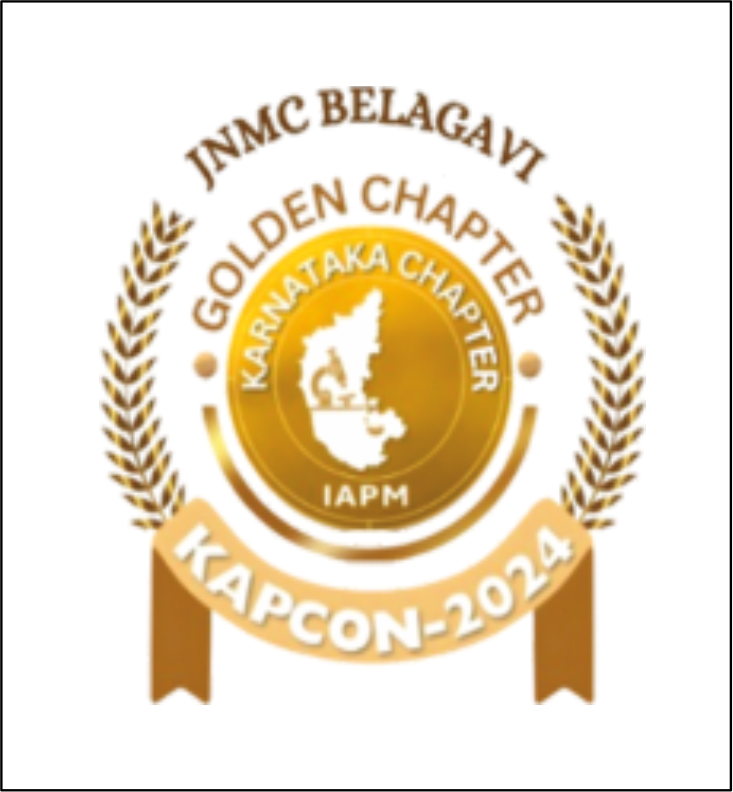 JNMC BELAGAVI
GOLDEN CHAPTER
KARNATAKA CHAPTER
IAPM
KAPCON-2024